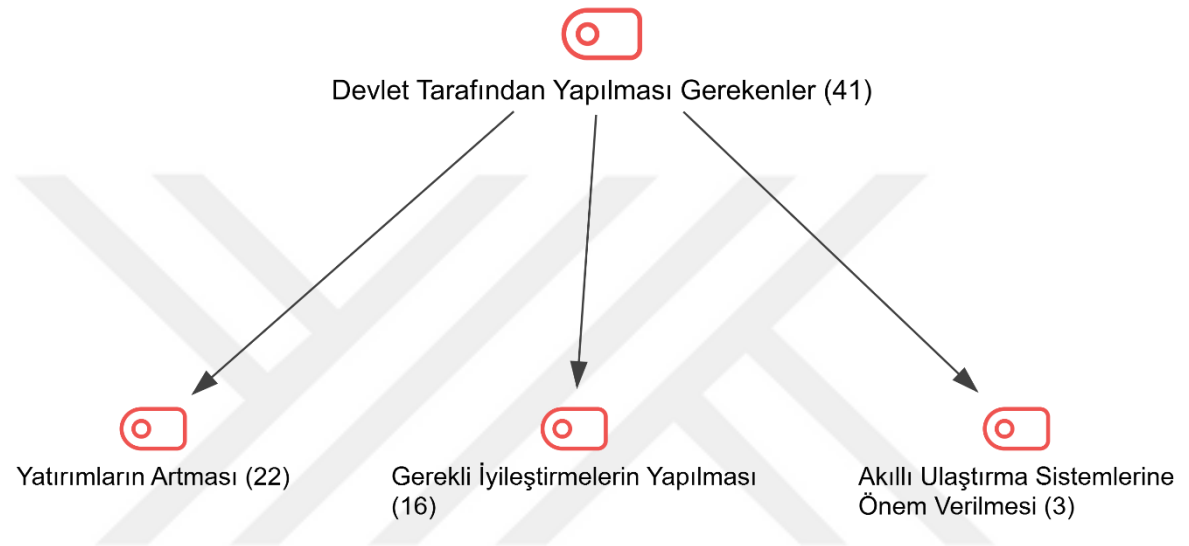 Devlet Tarafından Yapılması Gerekenler (41)
Yatırımların Artması (22)
Gerekli İyileştirmelerin Yapılması
(16)
Akıllı Ulaştırma Sistemlerine
Önem Verilmesi (3)